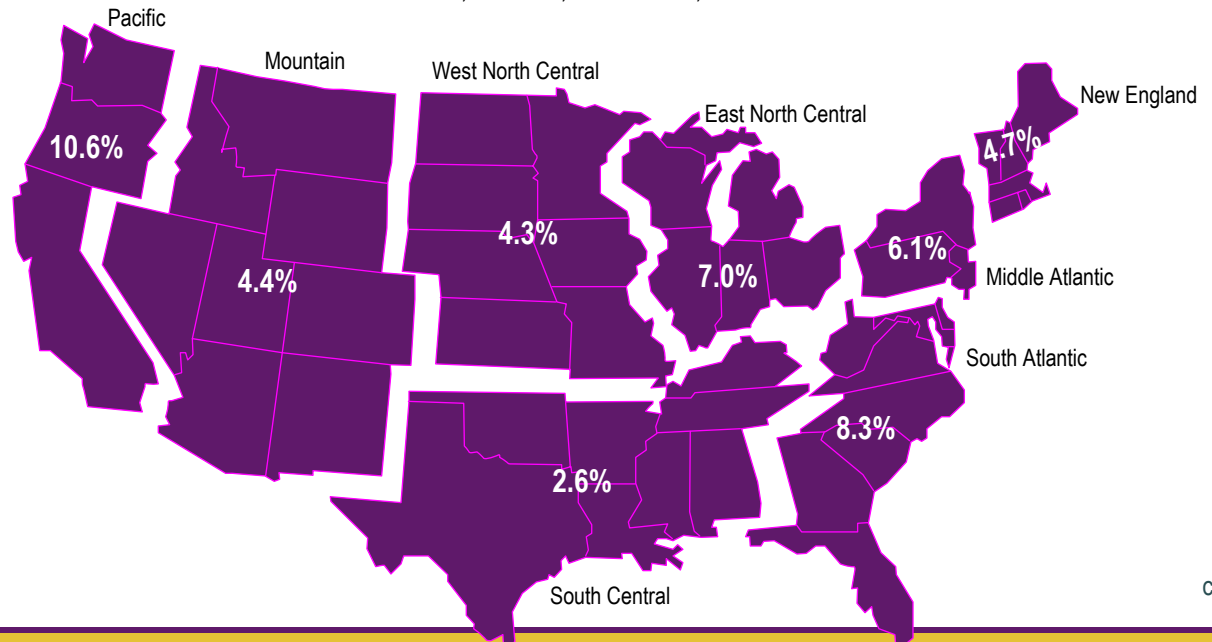 Pacific
Mountain
West North Central
East North Central
New England
10.6%
4.7%
4.3%
6.1%
4.4%
7.0%
Middle Atlantic
South Atlantic
8.3%
2.6%
South Central